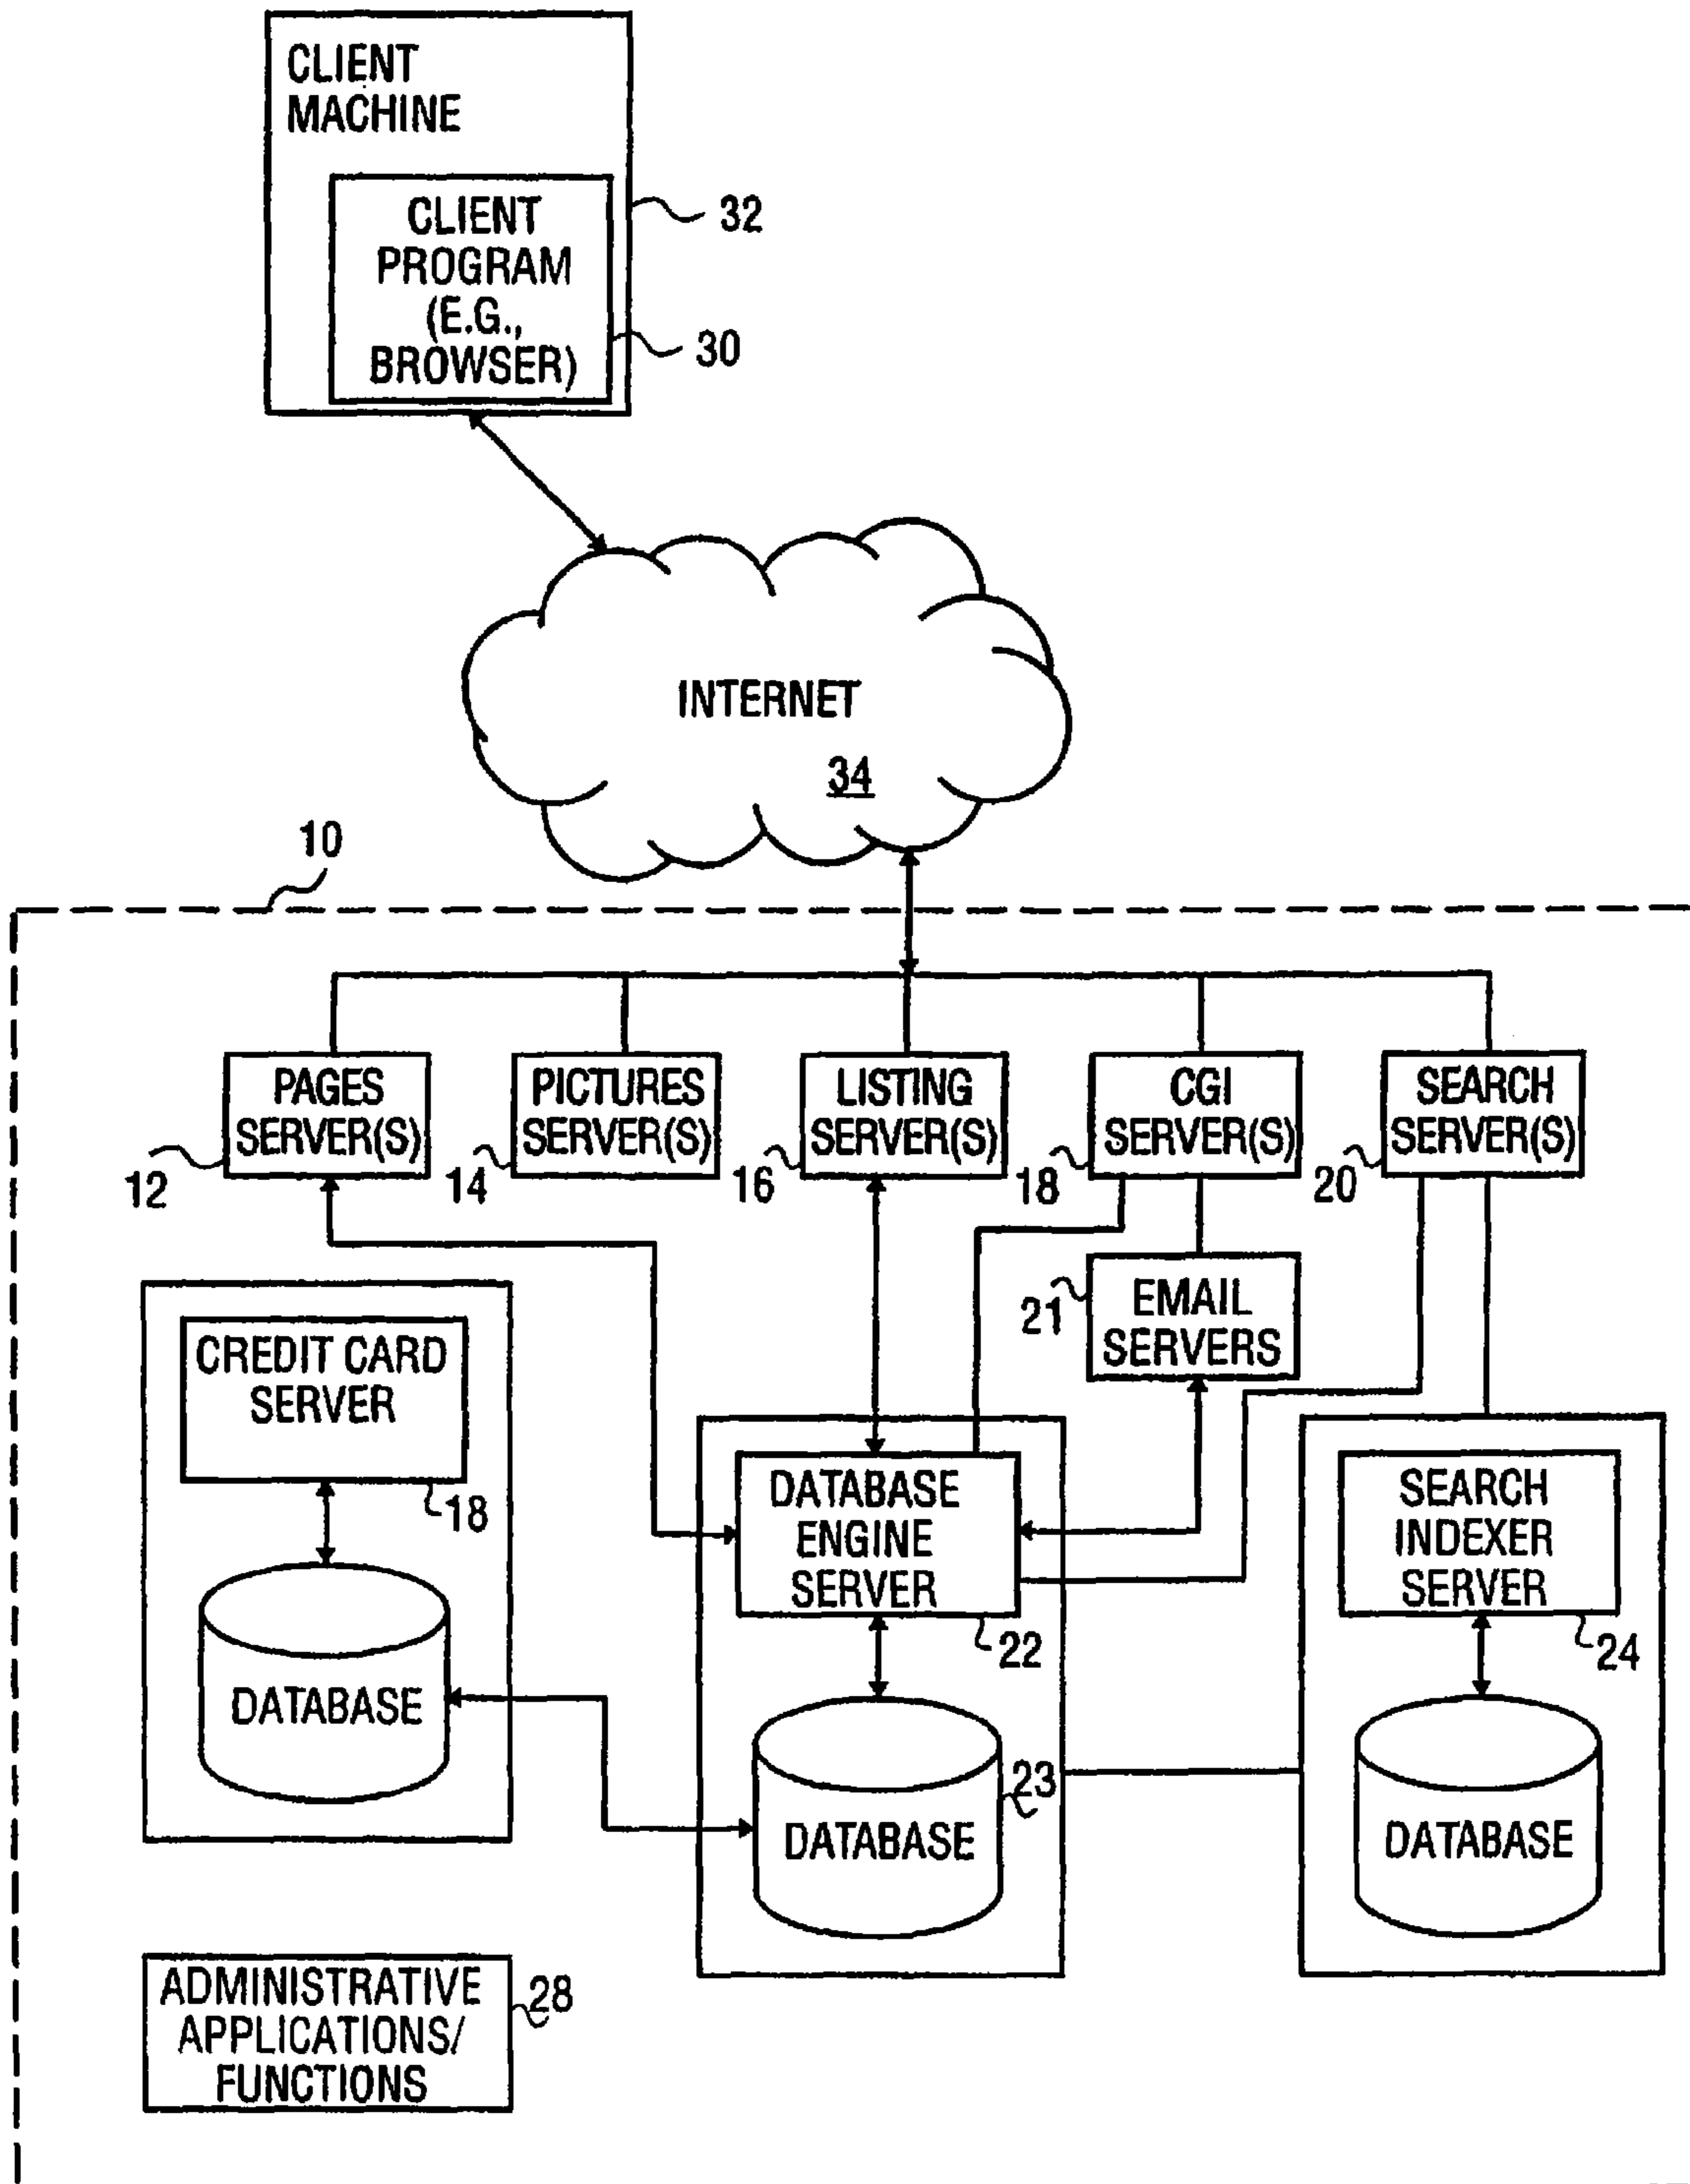 CLIENT
MACHINE
CLIENT
PROGRAM
(E.G.,
BROWSER)
32
30
INTERNET
34
10
PAGES
SERVER(S)
12
PICTURES
SERVER(S)
14
LISTING
SERVER(S)
16
CGI
SERVER(S)
18
SEARCH
SERVER(S)
20
EMAIL
SERVERS
21
CREDIT CARD
SERVER
18
DATABASE
DATABASE
ENGINE
SERVER
22
DATABASE
23
SEARCH
INDEXER
SERVER
24
DATABASE
ADMINISTRATIVE
APPLICATIONS/
FUNCTIONS
28